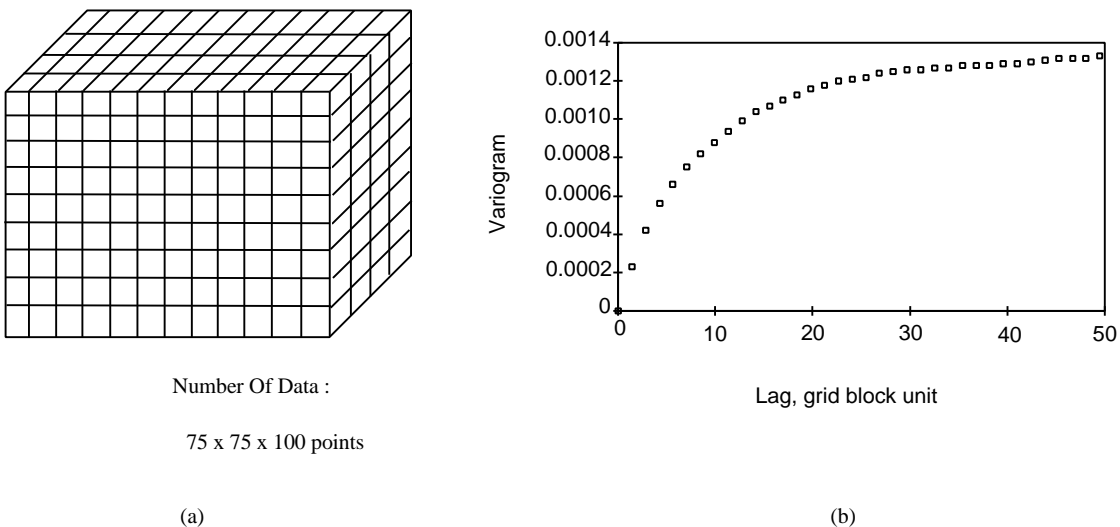 Number Of Data :
75 x 75 x 100 points
(a)
Variogram
0.0014
0.0012
0.0010
0.0008
0.0006
0.0004
0.0002
0
0 10 20 30 40 50
Lag, grid block unit
(b)